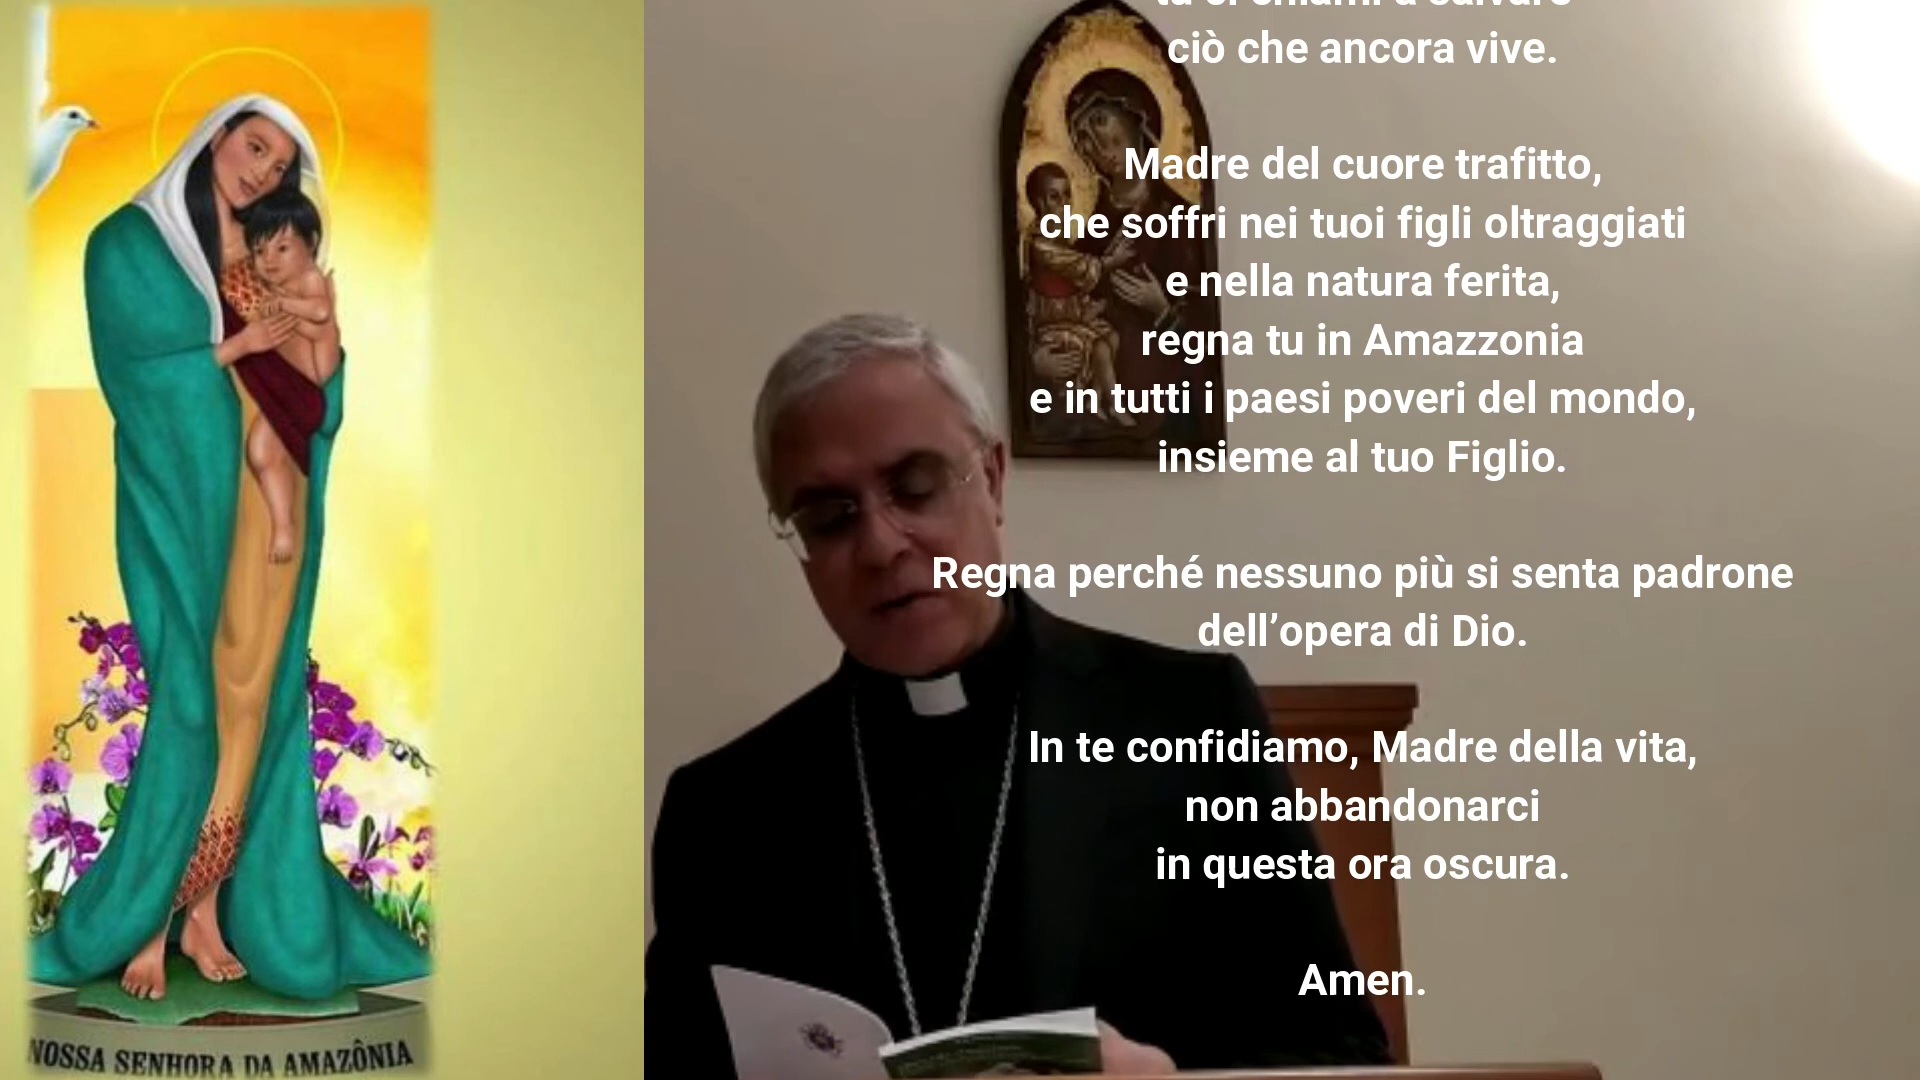 ciò che ancora vive.
Madre del cuore trafitto,
che soffri nei tuoi figli oltraggiati
e nella natura ferita,
regna tu in Amazzonia
e in tutti i paesi poveri del mondo,
insieme al tuo Figlio.
Regna perché nessuno più si senta padrone
dell’opera di Dio.
In te confidiamo, Madre della vita,
non abbandonarci
in questa ora oscura.
Amen.
NOSSA SENHORA DA AMAZÔNIA